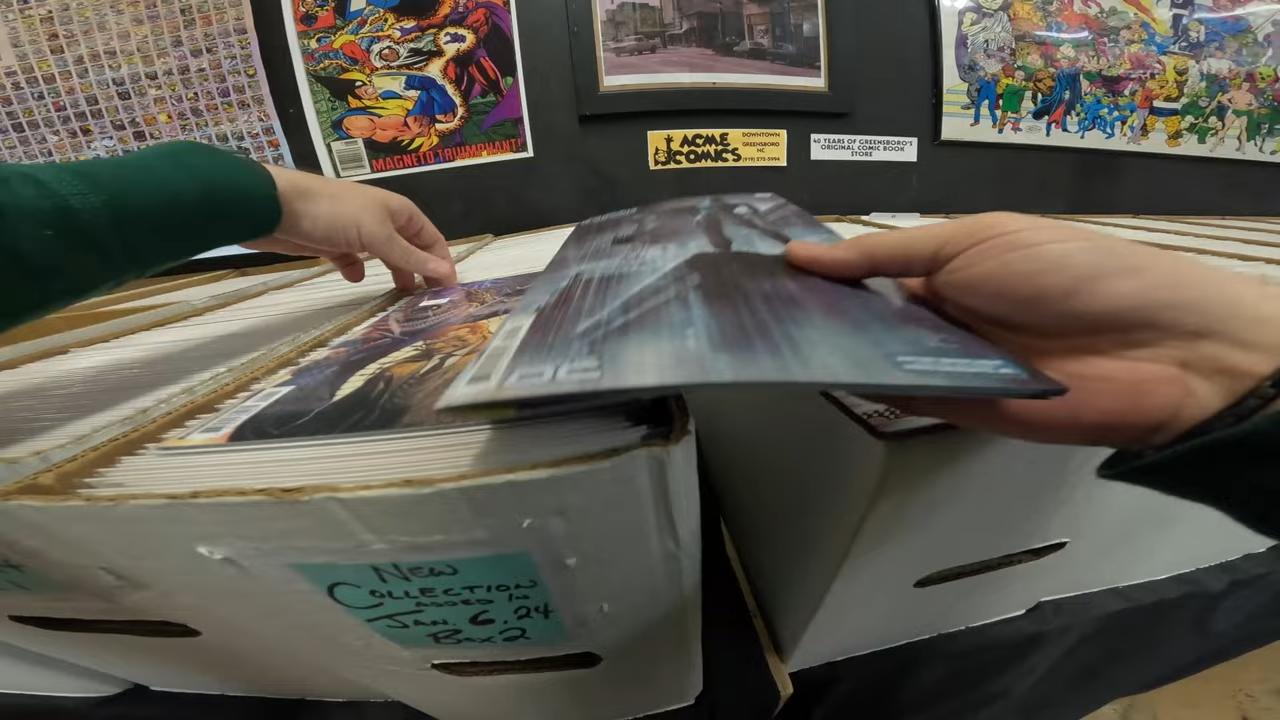 MAGNETO TRIUMPHANT!
ACME
COMICS
DOWNTOWN
GREENSBORO
NC
(919) 272-5994
40 YEARS OF GREENSBORO'S
ORIGINAL COMIC BOOK
STORE
NEW
COLLECTION
ADDED IN
JAN. 6, 24
BOX 2